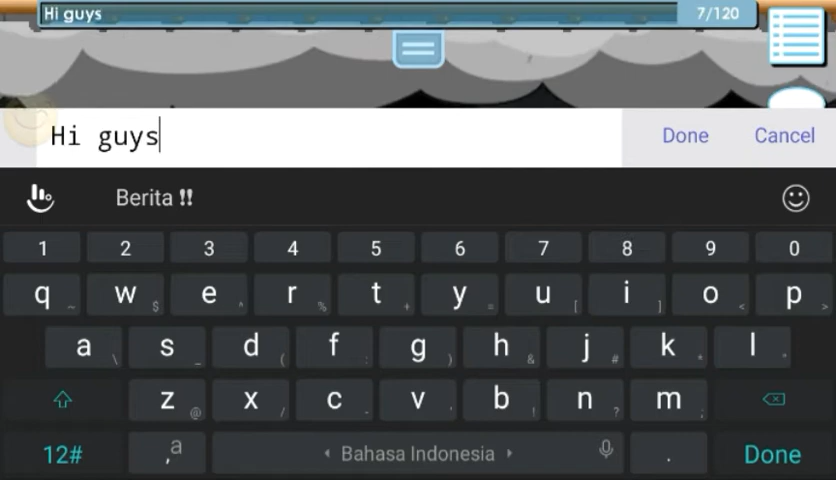 Hi guys 7/120
Hi guys Done Cancel
Berita !!
1 2 3 4 5 6 7 8 9 0
q ~ w $ e ^ r % t + y = u [ i ] o < p >
a \ s _ d ( f : g ) h & j # k * l "
z @ x / c - v ' b ! n ? m ;
12# , a Bahasa Indonesia . Done